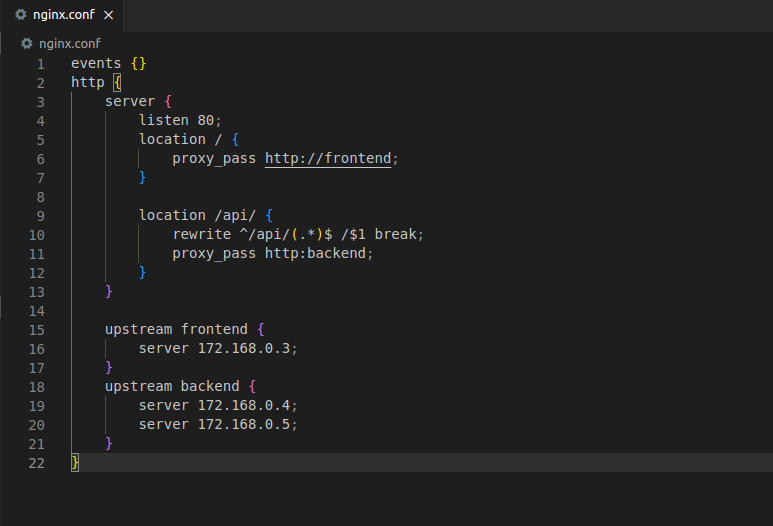 nginx.conf ×
nginx.conf
1 events {}
2 http {
3     server {
4         listen 80;
5         location / {
6             proxy_pass http://frontend;
7         }
8
9         location /api/ {
10             rewrite ^/api/(.*)$ /$1 break;
11             proxy_pass http:backend;
12         }
13     }
14
15     upstream frontend {
16         server 172.168.0.3;
17     }
18     upstream backend {
19         server 172.168.0.4;
20         server 172.168.0.5;
21     }
22 }